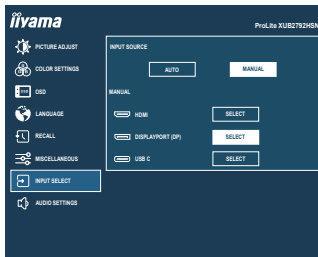 iiyama
ProLite XUB2792HSN
PICTURE ADJUST
COLOR SETTINGS
OSD
OSD
LANGUAGE
RECALL
MISCELLANEOUS
INPUT SELECT
AUDIO SETTINGS
INPUT SOURCE
AUTO MANUAL
MANUAL
HDMI SELECT
DISPLAYPORT (DP) SELECT
USB C SELECT